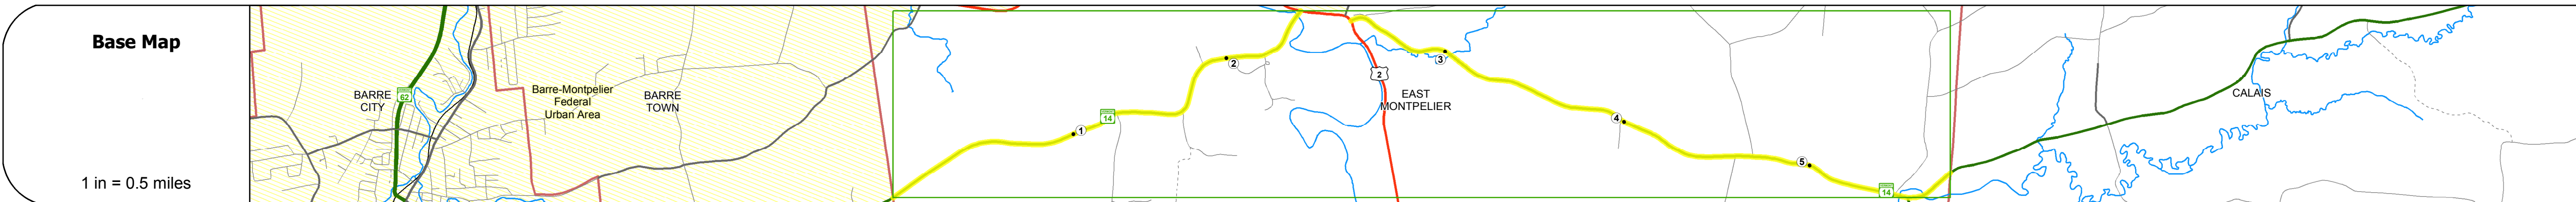 Base Map
1 in = 0.5 miles
BARRE
CITY
62
Barre-Montpelier
Federal
Urban Area
BARRE
TOWN
1
14
2
2
3
EAST
MONTPELIER
4
5
14
CALAIS